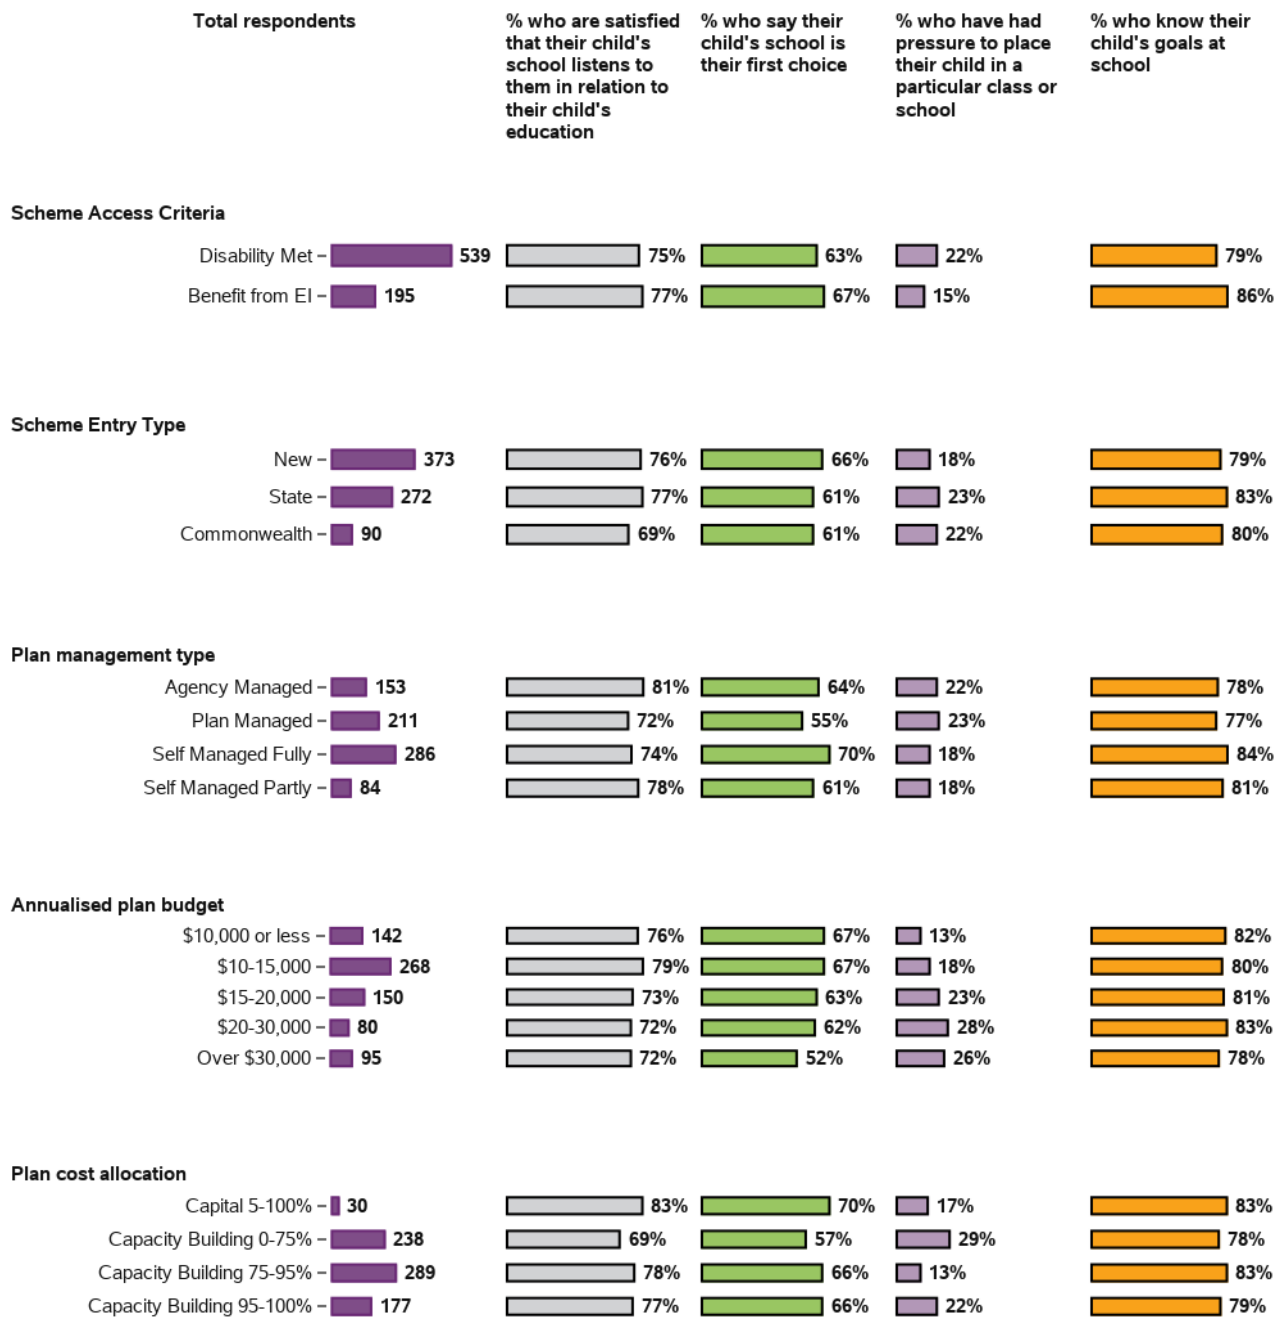 Total respondents
% who are satisfied that their child's school listens to them in relation to their child's education
% who say their child's school is their first choice
% who have had pressure to place their child in a particular class or school
% who know their child's goals at school
Scheme Access Criteria
Disability Met 539 75% 63% 22% 79%
Benefit from EI 195 77% 67% 15% 86%
Scheme Entry Type
New 373 76% 66% 18% 79%
State 272 77% 61% 23% 83%
Commonwealth 90 69% 61% 22% 80%
Plan management type
Agency Managed 153 81% 64% 22% 78%
Plan Managed 211 72% 55% 23% 77%
Self Managed Fully 286 74% 70% 18% 84%
Self Managed Partly 84 78% 61% 18% 81%
Annualised plan budget
$10,000 or less 142 76% 67% 13% 82%
$10-15,000 268 79% 67% 18% 80%
$15-20,000 150 73% 63% 23% 81%
$20-30,000 80 72% 62% 28% 83%
Over $30,000 95 72% 52% 26% 78%
Plan cost allocation
Capital 5-100% 30 83% 70% 17% 83%
Capacity Building 0-75% 238 69% 57% 29% 78%
Capacity Building 75-95% 289 78% 66% 13% 83%
Capacity Building 95-100% 177 77% 66% 22% 79%